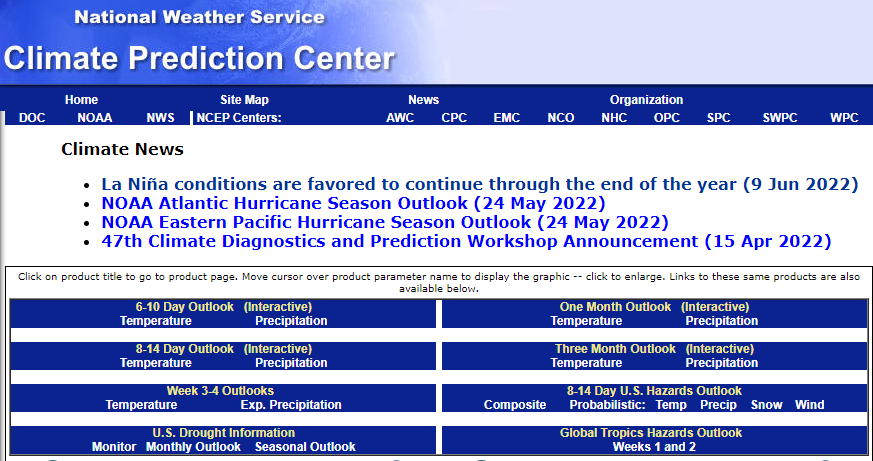 National Weather Service
Climate Prediction Center
Home Site Map News Organization
DOC NOAA NWS NCEP Centers: AWC CPC EMC NCO NHC OPC SPC SWPC WPC
Climate News
La Niña conditions are favored to continue through the end of the year (9 Jun 2022)
NOAA Atlantic Hurricane Season Outlook (24 May 2022)
NOAA Eastern Pacific Hurricane Season Outlook (24 May 2022)
47th Climate Diagnostics and Prediction Workshop Announcement (15 Apr 2022)
Click on product title to go to product page. Move cursor over product parameter name to display the graphic -- click to enlarge. Links to these same products are also
available below.
6-10 Day Outlook (Interactive)
Temperature Precipitation
One Month Outlook (Interactive)
Temperature Precipitation
8-14 Day Outlook (Interactive)
Temperature Precipitation
Three Month Outlook (Interactive)
Temperature Precipitation
Week 3-4 Outlooks
Temperature Exp. Precipitation
8-14 Day U.S. Hazards Outlook
Composite Probabilistic: Temp Precip Snow Wind
U.S. Drought Information
Monitor Monthly Outlook Seasonal Outlook
Global Tropics Hazards Outlook
Weeks 1 and 2